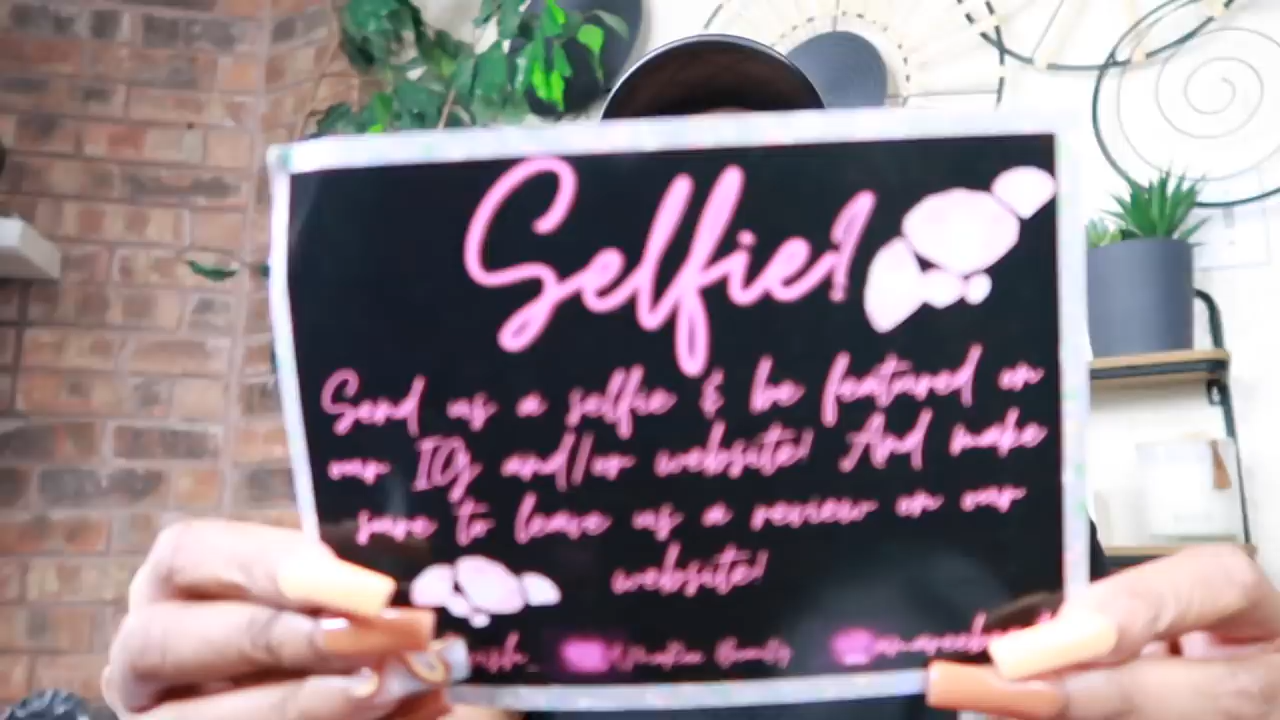 Selfie!
Send us a selfie & be featured on
our IG and/or website! And make
sure to leave us a review on our
website!
Beauty